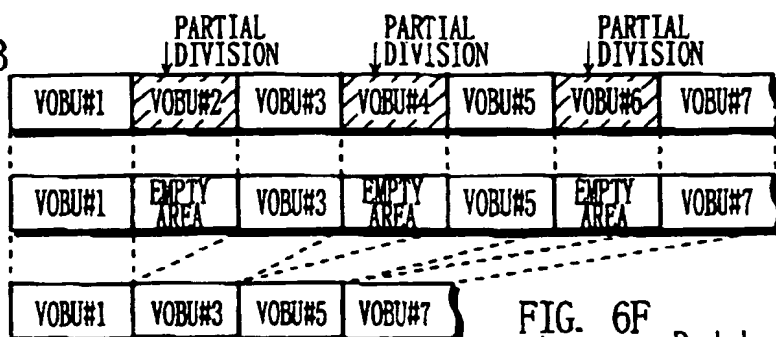 PARTIAL DIVISION
PARTIAL DIVISION
PARTIAL DIVISION
VOBU#1 VOBU#2 VOBU#3 VOBU#4 VOBU#5 VOBU#6 VOBU#7
VOBU#1 EMPTY AREA VOBU#3 EMPTY AREA VOBU#5 EMPTY AREA VOBU#7
VOBU#1 VOBU#3 VOBU#5 VOBU#7
FIG. 6F